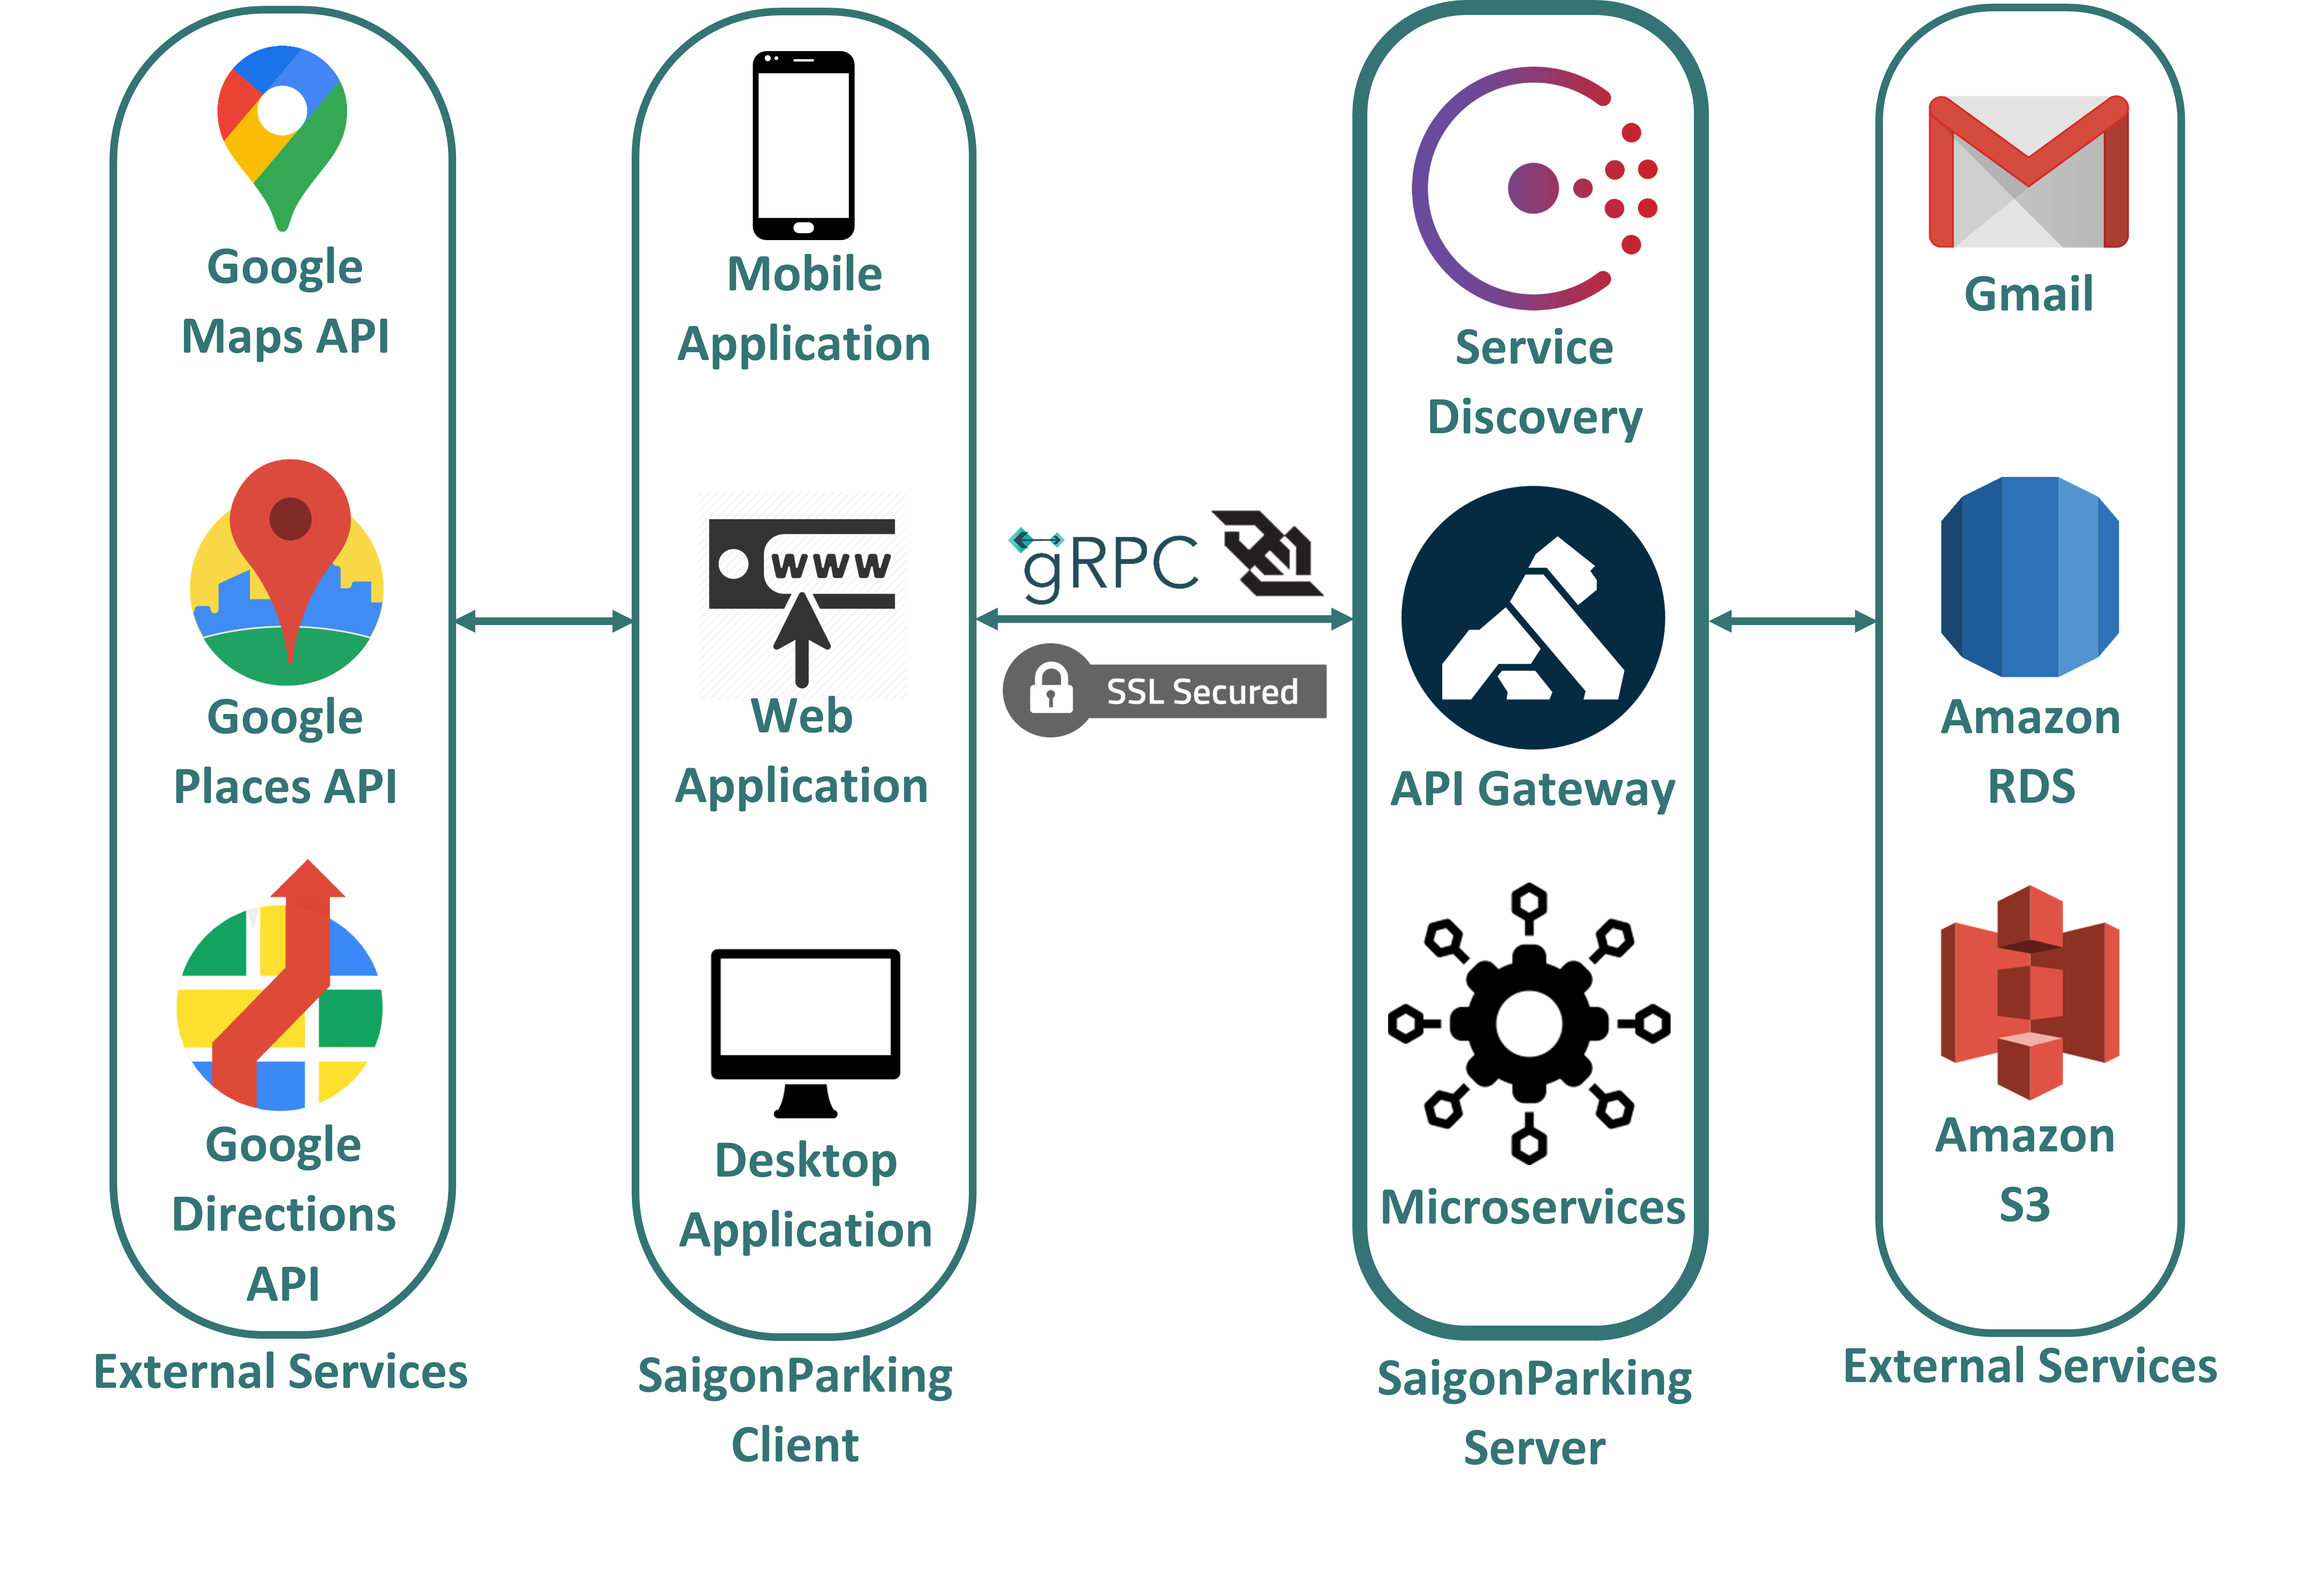 Google
Maps API
Google
Places API
Google
Directions
API
External Services
Mobile
Application
www
Web
Application
Desktop
Application
SaigonParking
Client
gRPC
SSL Secured
Service
Discovery
API Gateway
Microservices
SaigonParking
Server
Gmail
Amazon
RDS
Amazon
S3
External Services